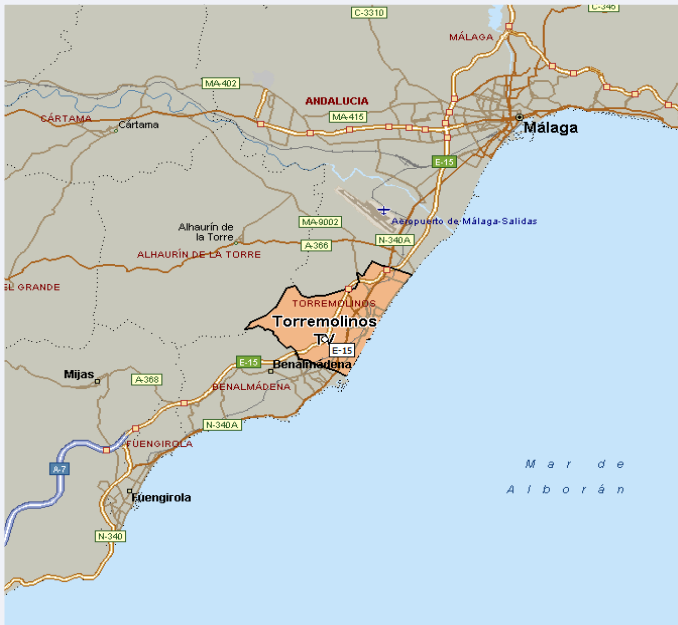 C-3310
C-346
MÁLAGA
MA-402
ANDALUCIA
MA-415
CÁRTAMA
Cártama
Málaga
E-15
MA-9002
Aeropuerto de Málaga-Salidas
Alhaurín de
la Torre
N-340A
A-366
ALHAURÍN DE LA TORRE
EL GRANDE
TORREMOLINOS
Torremolinos
TV
E-15
E-15
Benalmádena
Mijas
A-368
BENALMÁDENA
N-340A
FUENGIROLA
A-7
Mar de
Alborán
Fuengirola
N-340